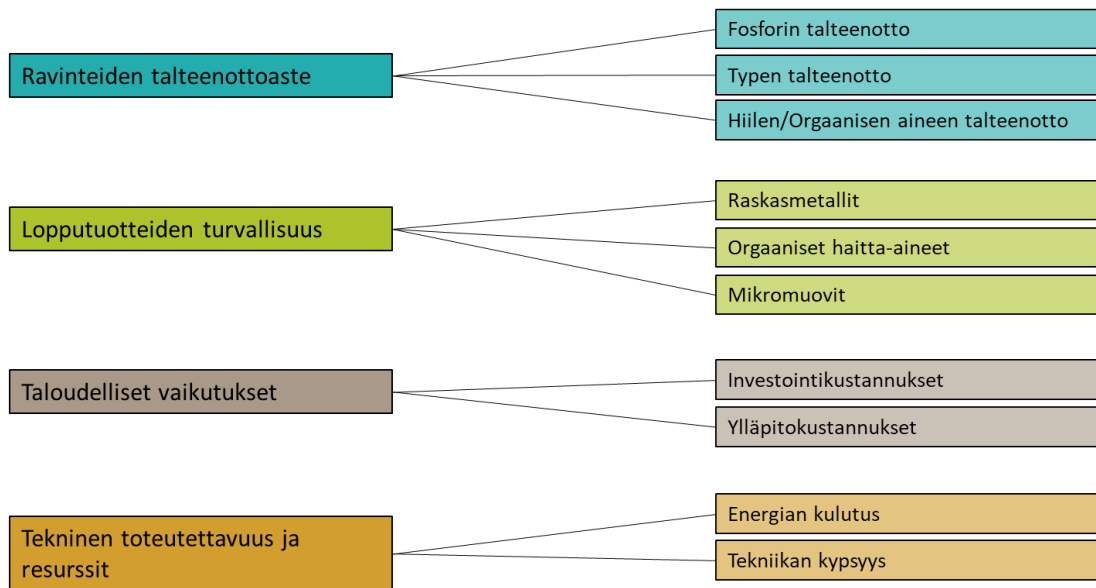 Ravinteiden talteenottoaste
Fosforin talteenotto
Typen talteenotto
Hiilen/Orgaanisen aineen talteenotto
Lopputuotteiden turvallisuus
Raskasmetallit
Orgaaniset haitta-aineet
Mikromuovit
Taloudelliset vaikutukset
Investointikustannukset
Ylläpitokustannukset
Tekninen toteutettavuus ja
resurssit
Energian kulutus
Tekniikan kypsyys